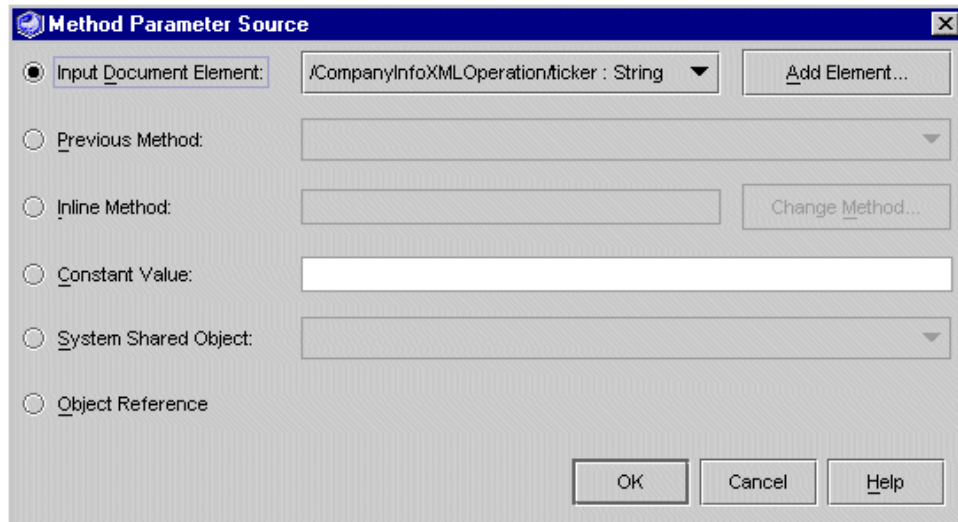 Method Parameter Source
Input Document Element: /CompanyInfoXMLOperation/ticker : String Add Element...
Previous Method:
Inline Method: Change Method...
Constant Value:
System Shared Object:
Object Reference
OK Cancel Help